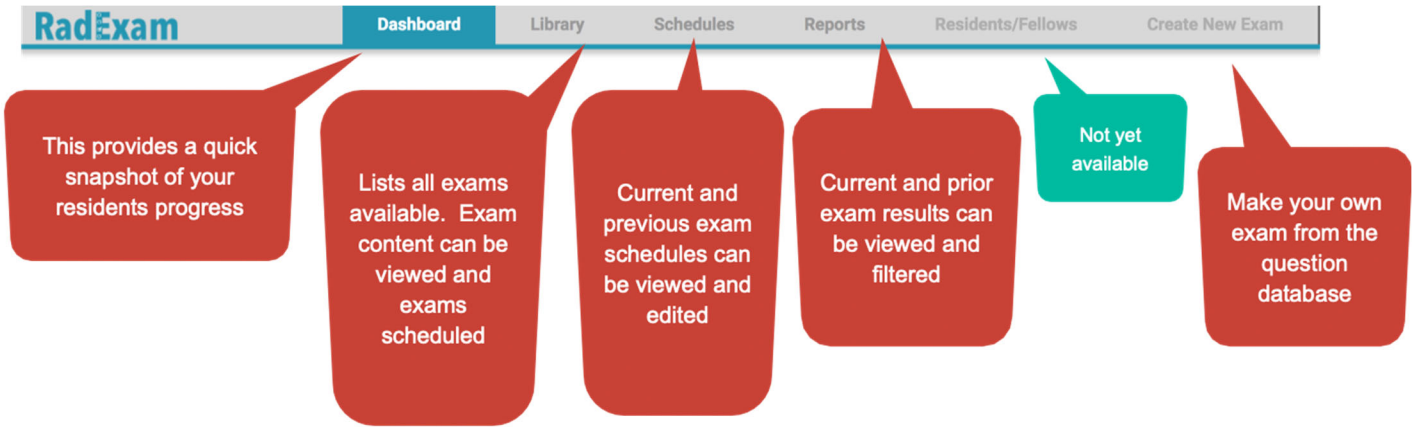 RadExam Dashboard Library Schedules Reports Residents/Fellows Create New Exam
This provides a quick
snapshot of your
residents progress
Lists all exams
available. Exam
content can be
viewed and
exams
scheduled
Current and
previous exam
schedules can
be viewed and
edited
Current and prior
exam results can
be viewed and
filtered
Not yet
available
Make your own
exam from the
question
database